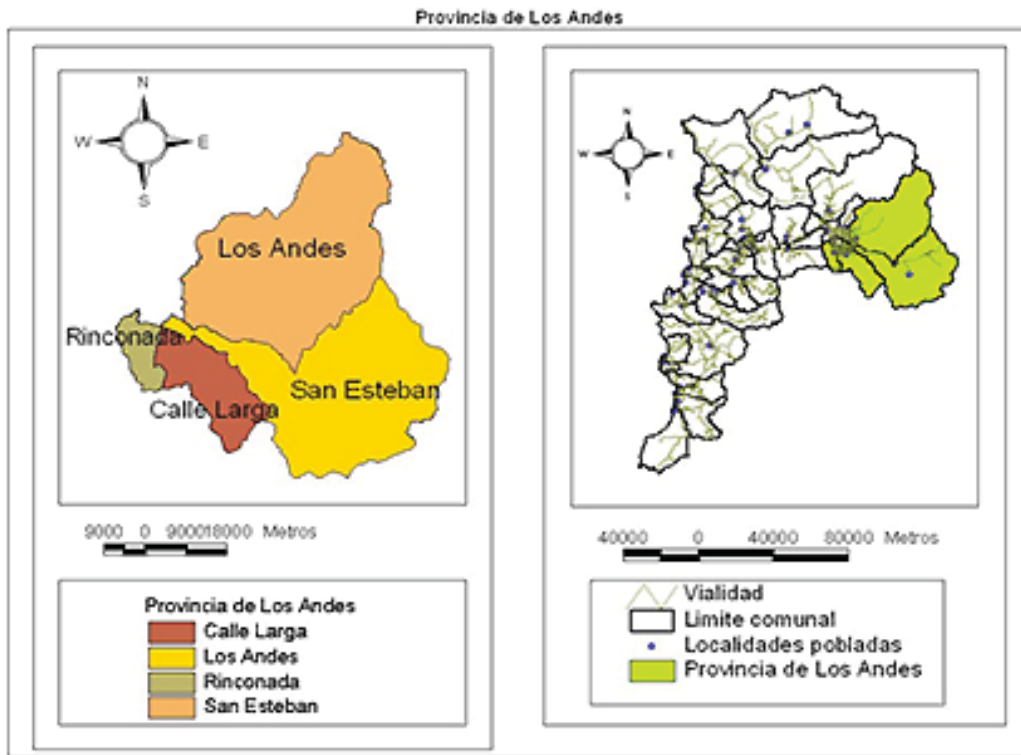 Provincia de Los Andes
N
W E
S
Los Andes
Rinconada
San Esteban
Calle Larga
9000 0 9000 18000 Metros
Provincia de Los Andes
Calle Larga
Los Andes
Rinconada
San Esteban
N
W E
S
40000 0 40000 80000 Metros
Vialidad
Limite comunal
Localidades pobladas
Provincia de Los Andes